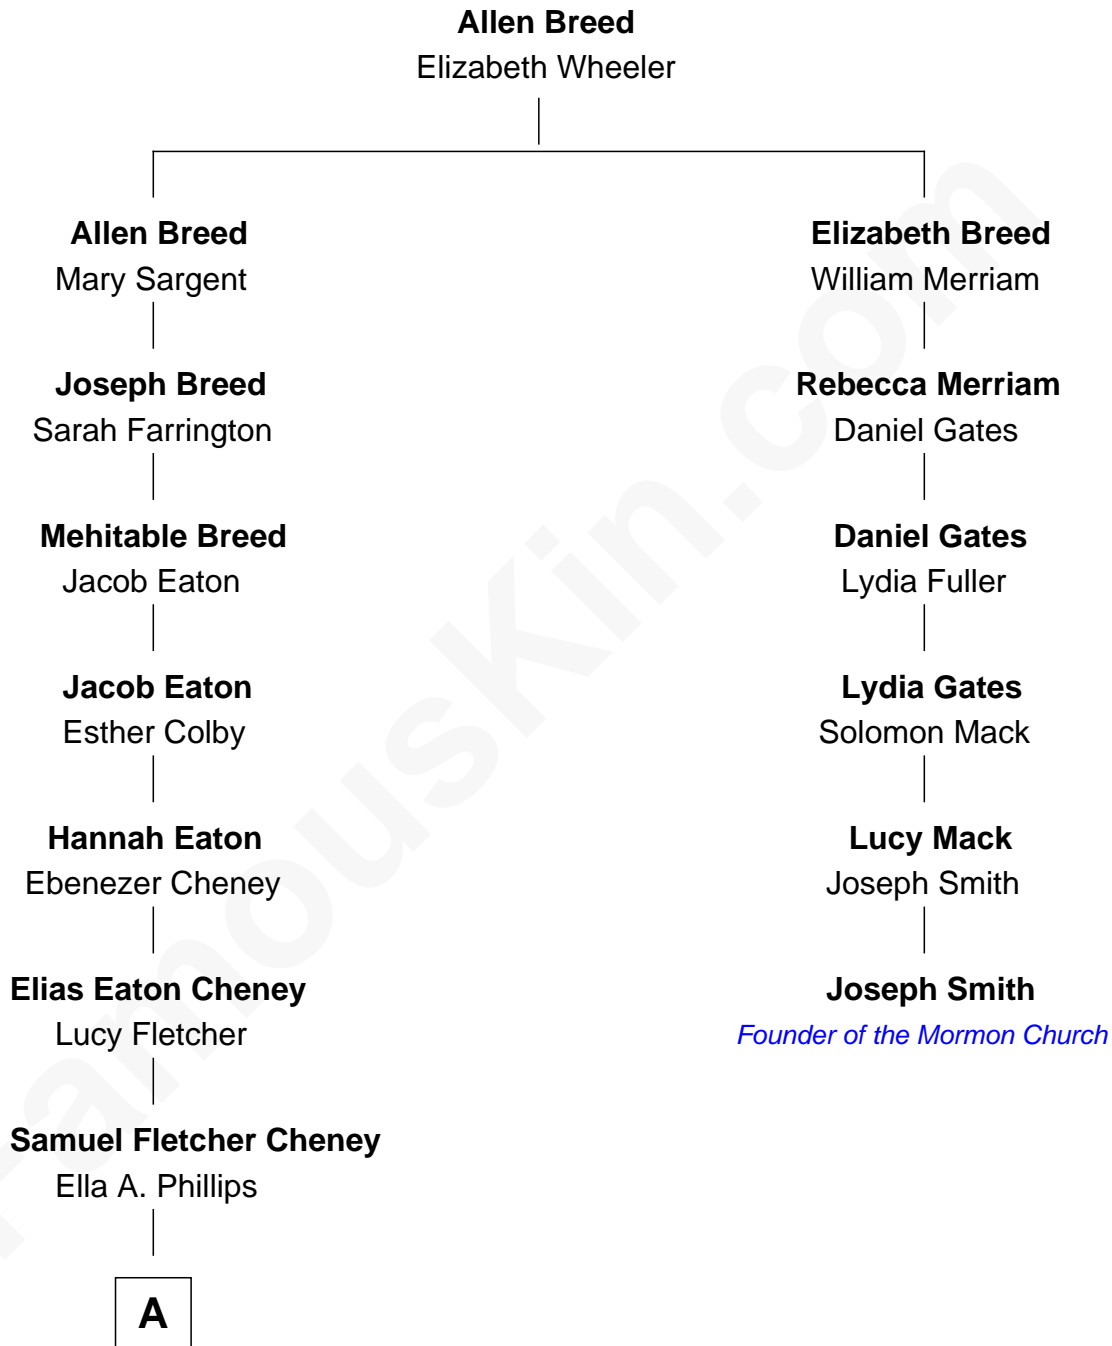 Allen Breed
Elizabeth Wheeler
Allen Breed
Mary Sargent
Elizabeth Breed
William Merriam
Joseph Breed
Sarah Farrington
Rebecca Merriam
Daniel Gates
Mehitable Breed
Jacob Eaton
Daniel Gates
Lydia Fuller
Jacob Eaton
Esther Colby
Lydia Gates
Solomon Mack
Hannah Eaton
Ebenezer Cheney
Lucy Mack
Joseph Smith
Elias Eaton Cheney
Lucy Fletcher
Joseph Smith
Founder of the Mormon Church
Samuel Fletcher Cheney
Ella A. Phillips
A
FamousKin.com